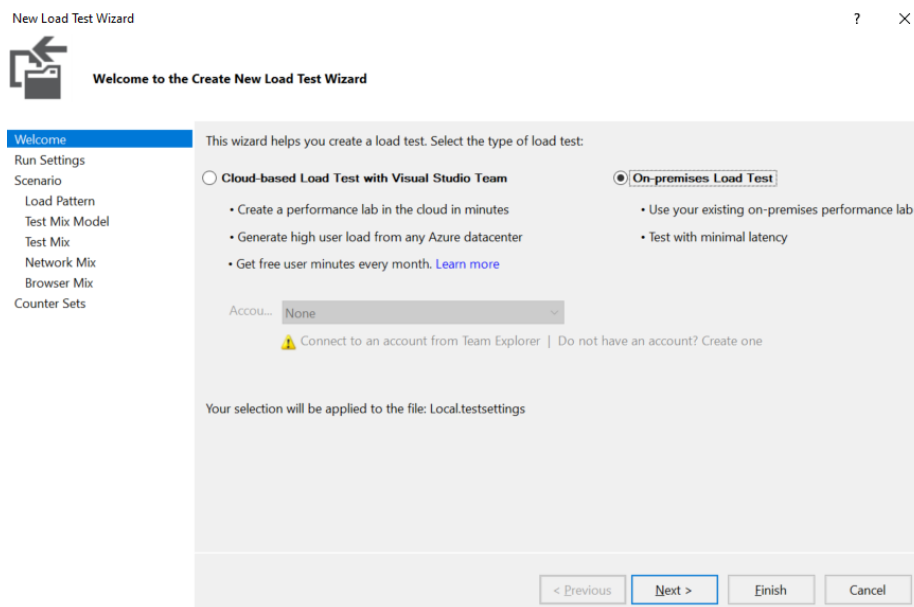 New Load Test Wizard
?
Welcome to the Create New Load Test Wizard
Welcome
Run Settings
Scenario
Load Pattern
Test Mix Model
Test Mix
Network Mix
Browser Mix
Counter Sets
This wizard helps you create a load test. Select the type of load test:
Cloud-based Load Test with Visual Studio Team
• Create a performance lab in the cloud in minutes
• Generate high user load from any Azure datacenter
• Get free user minutes every month. Learn more
On-premises Load Test
• Use your existing on-premises performance lab
• Test with minimal latency
Accou... None
Connect to an account from Team Explorer | Do not have an account? Create one
Your selection will be applied to the file: Local.testsettings
< Previous Next > Finish Cancel